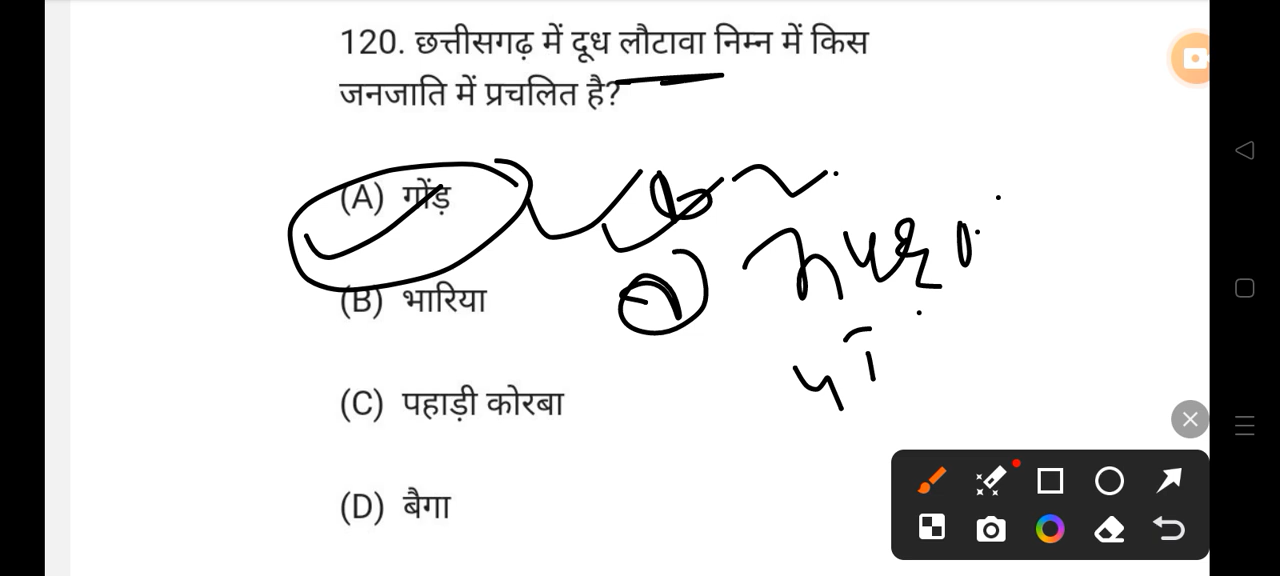 120. छत्तीसगढ़ में दूध लौटावा निम्न में किस
जनजाति में प्रचलित है?
(A) गोंड़
(B) भारिया
(C) पहाड़ी कोरबा
(D) बैगा